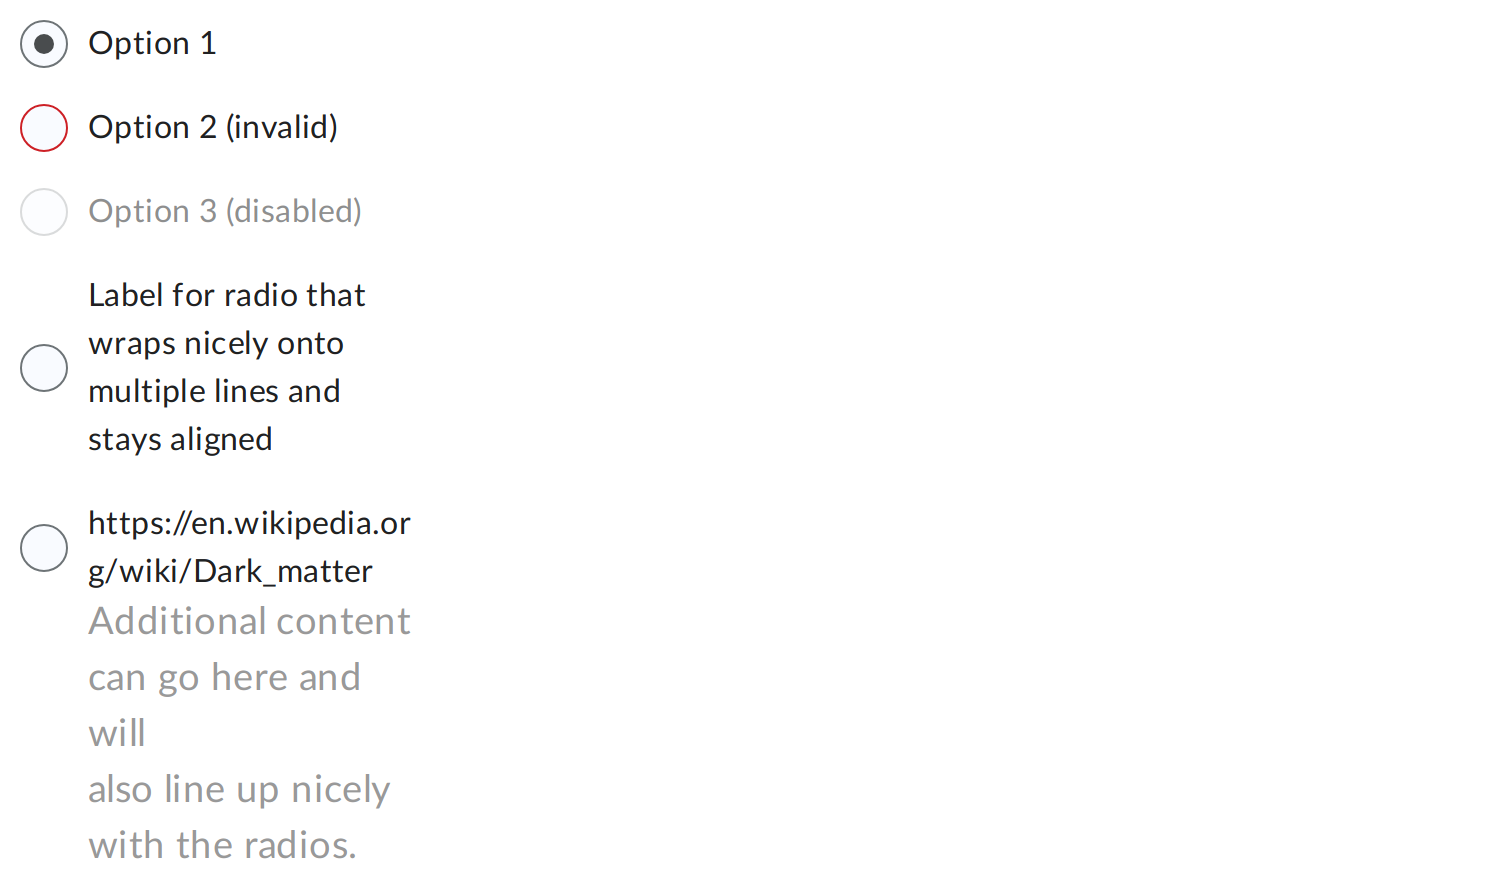 Option 1
Option 2 (invalid)
Option 3 (disabled)
Label for radio that
wraps nicely onto
multiple lines and
stays aligned
https://en.wikipedia.or
g/wiki/Dark_matter
Additional content
can go here and
will
also line up nicely
with the radios.